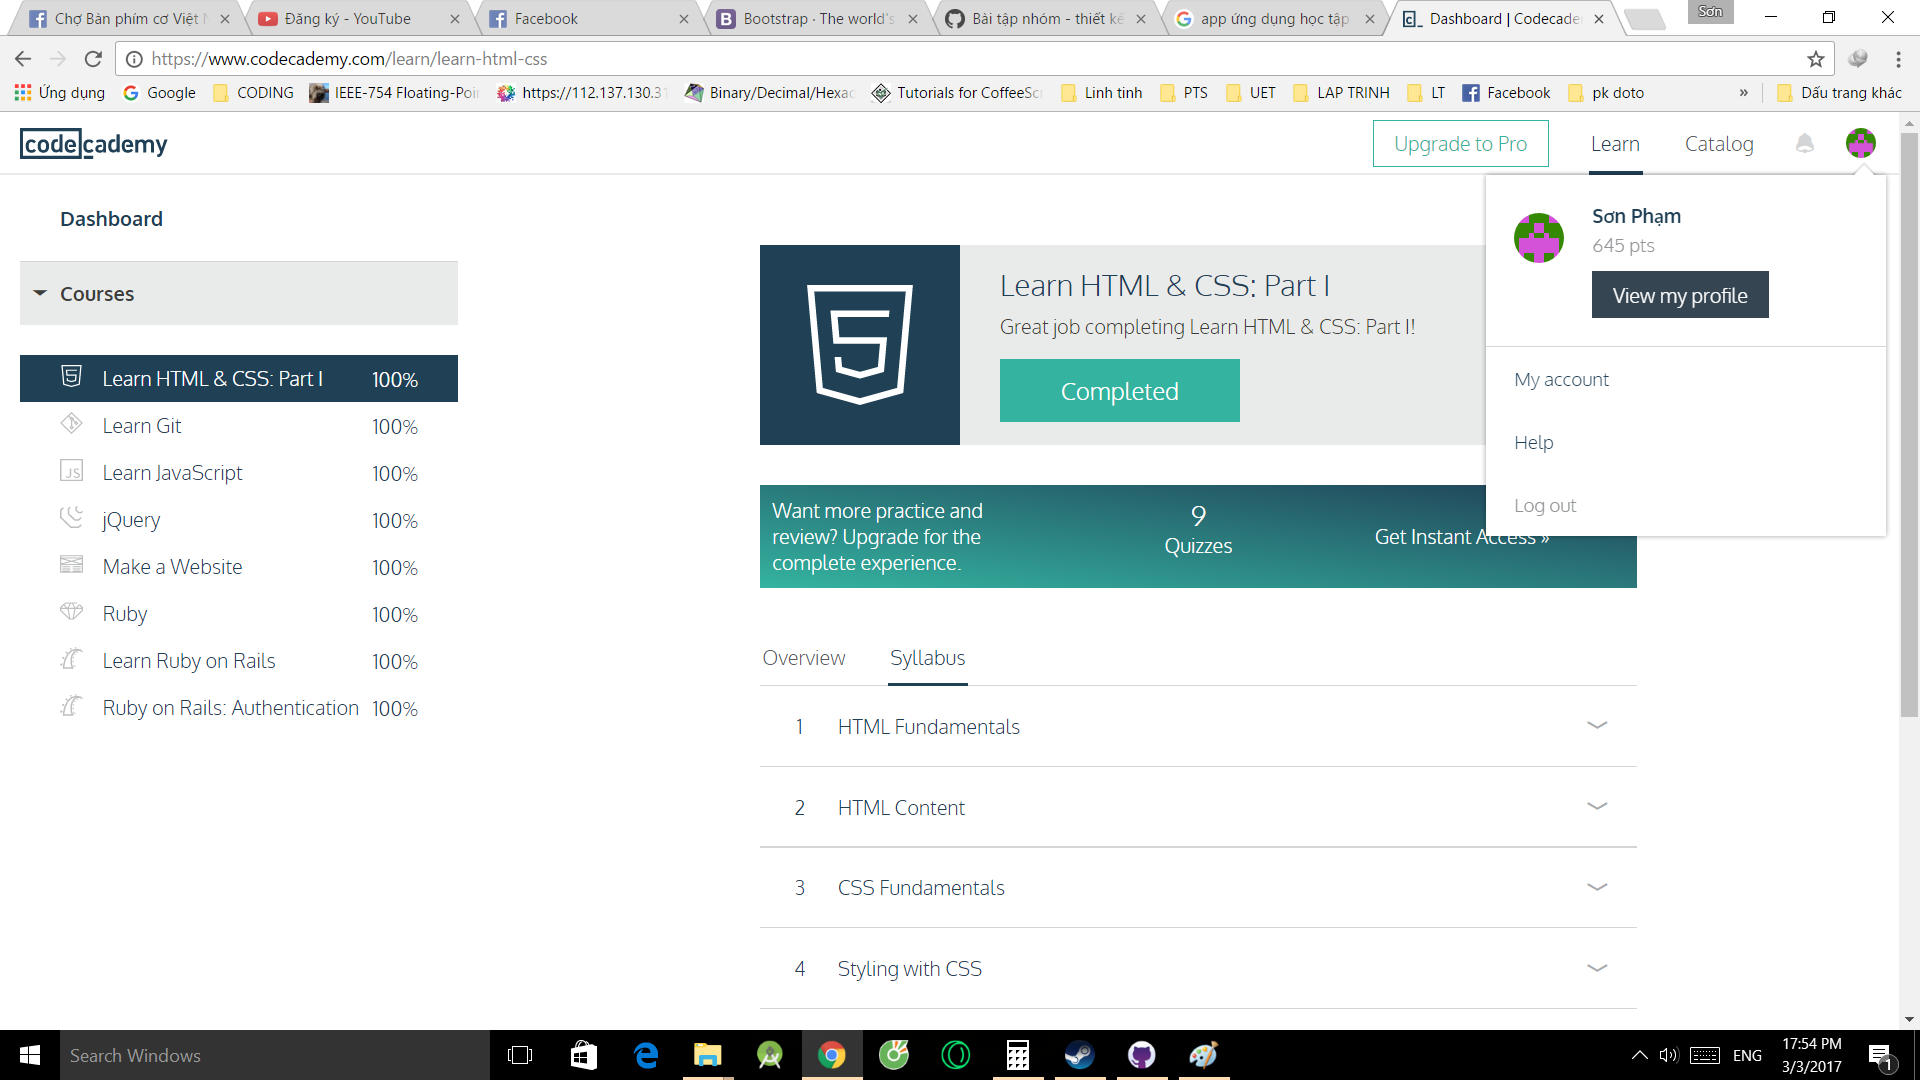 Chợ Bàn phím cơ Việt
Đăng ký - YouTube
Facebook
Bootstrap · The world's
Bài tập nhóm - thiết kế
app ứng dụng học tập
Dashboard | Codecade
Sơn
https://www.codecademy.com/learn/learn-html-css
Ứng dụng
Google
CODING
IEEE-754 Floating-Poi
https://112.137.130.3
Binary/Decimal/Hexa
Tutorials for CoffeeSc
Linh tinh
PTS
UET
LAP TRINH
LT
Facebook
pk doto
»
Dấu trang khác
codecademy
Upgrade to Pro
Learn
Catalog
Sơn Phạm
645 pts
View my profile
My account
Help
Log out
Dashboard
Courses
Learn HTML & CSS: Part I 100%
Learn Git 100%
JS Learn JavaScript 100%
jQuery 100%
Make a Website 100%
Ruby 100%
Learn Ruby on Rails 100%
Ruby on Rails: Authentication 100%
Learn HTML & CSS: Part I
Great job completing Learn HTML & CSS: Part I!
Completed
Want more practice and
review? Upgrade for the
complete experience.
9
Quizzes
Get Instant Access »
Overview
Syllabus
1 HTML Fundamentals
2 HTML Content
3 CSS Fundamentals
4 Styling with CSS
Search Windows
ENG
17:54 PM
3/3/2017
1